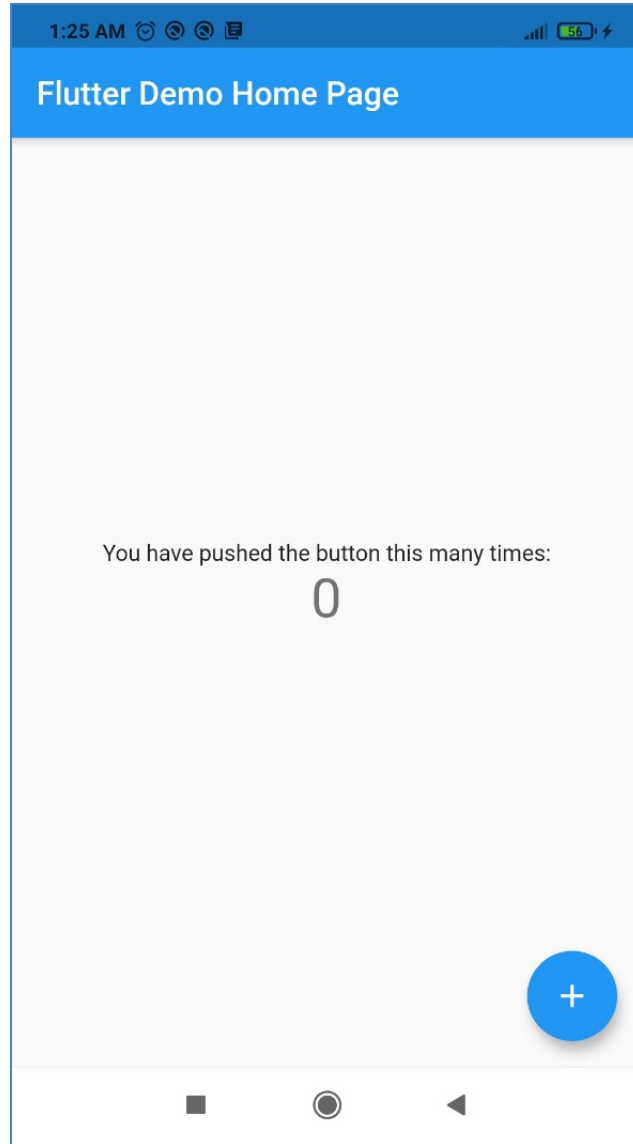 1:25 AM 56
Flutter Demo Home Page
You have pushed the button this many times:
0
+